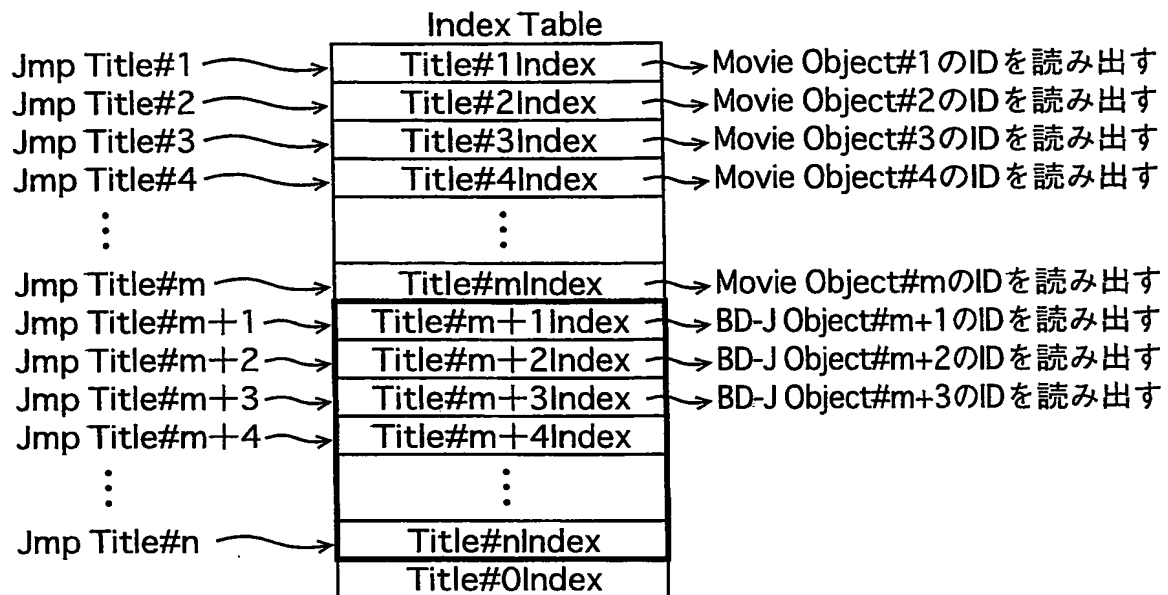 Index Table
Jmp Title#1 Title#1Index Movie Object#1のIDを読み出す
Jmp Title#2 Title#2Index Movie Object#2のIDを読み出す
Jmp Title#3 Title#3Index Movie Object#3のIDを読み出す
Jmp Title#4 Title#4Index Movie Object#4のIDを読み出す
Jmp Title#m Title#mIndex Movie Object#mのIDを読み出す
Jmp Title#m+1 Title#m+1Index BD-J Object#m+1のIDを読み出す
Jmp Title#m+2 Title#m+2Index BD-J Object#m+2のIDを読み出す
Jmp Title#m+3 Title#m+3Index BD-J Object#m+3のIDを読み出す
Jmp Title#m+4 Title#m+4Index
Jmp Title#n Title#nIndex
Title#0Index